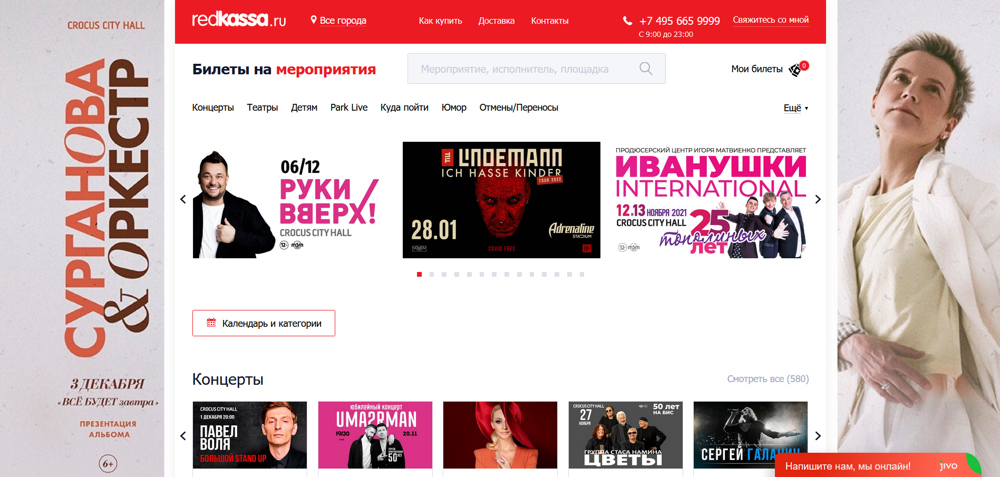 CROCUS CITY HALL
СУРГАНОВА
& ОРКЕСТР
3 ДЕКАБРЯ
«ВСЁ БУДЕТ завтра»
ПРЕЗЕНТАЦИЯ
АЛЬБОМА
6+
redkassa.ru
Все города
Как купить
Доставка
Контакты
+7 495 665 9999
С 9:00 до 23:00
Свяжитесь со мной
Билеты на мероприятия
Мероприятие, исполнитель, площадка
Мои билеты
0
Концерты
Театры
Детям
Park Live
Куда пойти
Юмор
Отмены/Переносы
Ещё
06/12
РУКИ
ВВЕРХ!
CROCUS CITY HALL
12+ msm
TILL LINDEMANN
ICH HASSE KINDER
TOUR 2022
28.01
Adrenaline
STADIUM
VOLKOV
COVID FREE
18+
ПРОДЮСЕРСКИЙ ЦЕНТР ИГОРЯ МАТВИЕНКО ПРЕДСТАВЛЯЕТ
ИВАНУШКИ
INTERNATIONAL
12 и 13 НОЯБРЯ 2021
CROCUS CITY HALL
25
тополиных
лет
12+ msm
Календарь и категории
Концерты
Смотреть все (580)
CROCUS CITY HALL
1 ДЕКАБРЯ 20:00
ПАВЕЛ
ВОЛЯ
БОЛЬШОЙ STAND UP
ЮБИЛЕЙНЫЙ КОНЦЕРТ
UMA2RMAN
19:30
20.11
СЕРГЕЮ
КРИСТОВСКОМУ
50 ЛЕТ
CROCUS CITY HALL
27
НОЯБРЯ
50 ЛЕТ
НА БИС
ГРУППА СТАСА НАМИНА
ЦВЕТЫ
СЕРГЕЙ ГАЛАНИН
Напишите нам, мы онлайн!
jivo